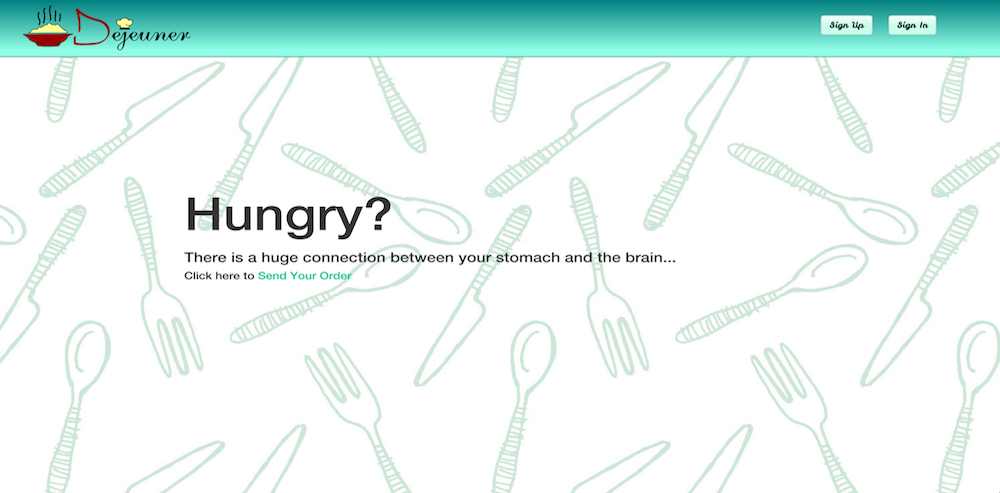 Dejeuner
Sign Up
Sign In
Hungry?
There is a huge connection between your stomach and the brain...
Click here to Send Your Order